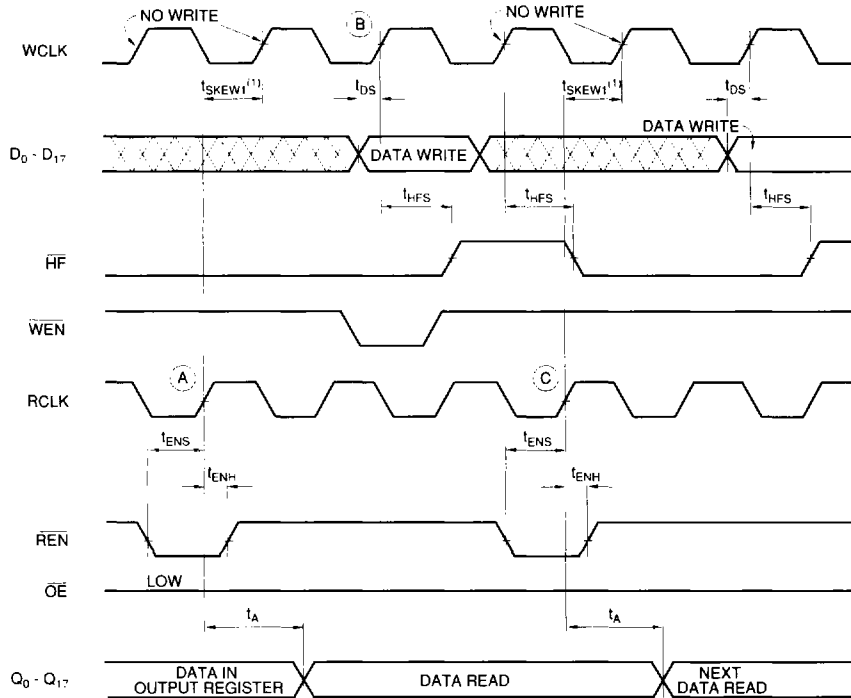 NO WRITE
B
NO WRITE
WCLK
tSKEW1(1)
tDS
tSKEW1(1)
tDS
DATA WRITE
D0 - D17
DATA WRITE
tHFS
tHFS
tHFS
HF
WEN
A
C
RCLK
tENS
tENS
tENH
tENH
REN
LOW
OE
tA
tA
Q0 - Q17
DATA IN
OUTPUT REGISTER
DATA READ
NEXT
DATA READ